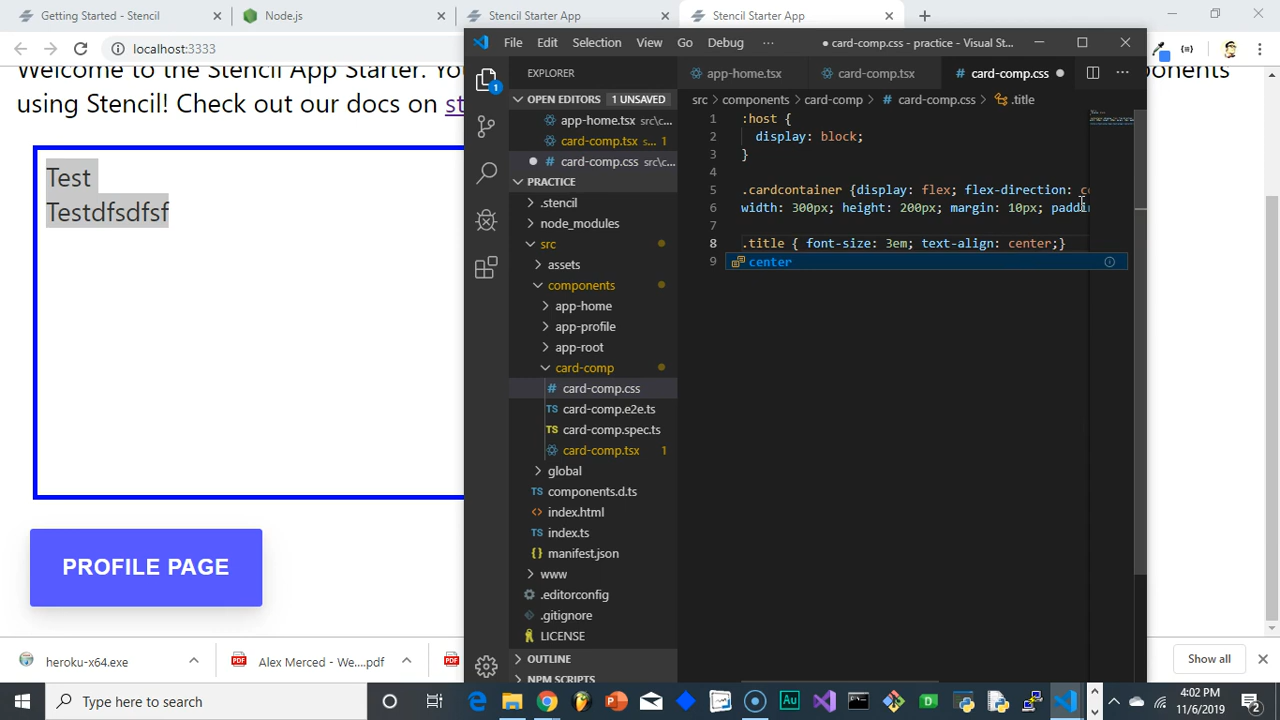 Getting Started - Stencil
Node.js
Stencil Starter App
Stencil Starter App
localhost:3333
Welcome to the Stencil App Starter. Yo
using Stencil! Check out our docs on st
Test
Testdfsdfsf
PROFILE PAGE
File Edit Selection View Go Debug ···
● card-comp.css - practice - Visual St...
EXPLORER
OPEN EDITORS 1 UNSAVED
app-home.tsx src\c...
card-comp.tsx s... 1
card-comp.css src\c...
PRACTICE
.stencil
node_modules
src
assets
components
app-home
app-profile
app-root
card-comp
card-comp.css
card-comp.e2e.ts
card-comp.spec.ts
card-comp.tsx 1
global
components.d.ts
index.html
index.ts
manifest.json
www
.editorconfig
.gitignore
LICENSE
OUTLINE
NPM SCRIPTS
app-home.tsx
card-comp.tsx
card-comp.css
src > components > card-comp > card-comp.css > .title
1 :host {
2 display: block;
3 }
4
5 .cardcontainer {display: flex; flex-direction: co
6 width: 300px; height: 200px; margin: 10px; paddin
7
8 .title { font-size: 3em; text-align: center;}
9
center
heroku-x64.exe
Alex Merced - We....pdf
Show all
Type here to search
4:02 PM
11/6/2019